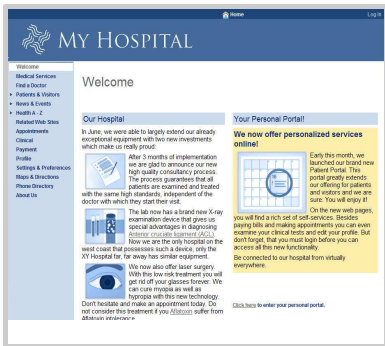 Home
Log In
MY HOSPITAL
Welcome
Medical Services
Find a Doctor
Patients & Visitors
News & Events
Health A - Z
Related Web Sites
Appointments
Clinical
Payment
Profile
Settings & Preferences
Maps & Directions
Phone Directory
About Us
Welcome
Our Hospital
In June, we were able to largely extend our already
exceptional equipment with two new investments
which make us really proud:
After 3 months of implementation
we are glad to announce our new
high quality consultancy process.
The process guarantees that all
patients are examined and treated
with the same high standards, independent of the
doctor with which they start their visit.
The lab now has a brand new X-ray
examination device that gives us
special advantages in diagnosing
Anterior cruciate ligament (ACL).
Now we are the only hospital on the
west coast that possesses such a device, only the
XY Hospital far, far away has similar equipment.
We now also offer laser surgery.
With this low risk treatment you will
get rid off your glasses forever. We
can cure myopia as well as
hypropia with this new technology.
Don't hesitate and make an appointment today. Do
not consider this treatment if you Aflatoxin suffer from
Aflatoxin intolerance
Your Personal Portal!
We now offer personalized services
online!
Early this month, we
launched our brand new
Patient Portal. This
portal greatly extends
our offering for patients
and visitors and we are
sure: You will enjoy it!
On the new web pages,
you will find a rich set of self-services. Besides
paying bills and making appointments you can even
examine your clinical tests and edit your profile. But
don't forget, that you must login before you can
access all this new functionality.
Be connected to our hospital from virtually
everywhere.
Click here to enter your personal portal.